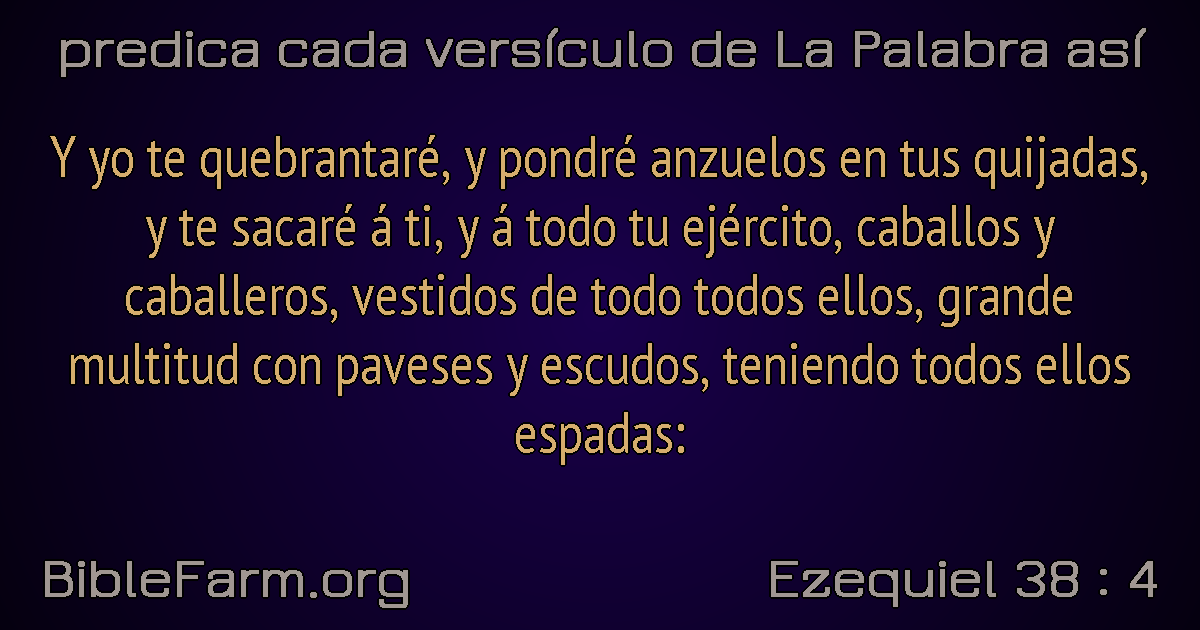 predica cada versículo de La Palabra así
Y yo te quebrantaré, y pondré anzuelos en tus quijadas,
y te sacaré á ti, y á todo tu ejército, caballos y
caballeros, vestidos de todo todos ellos, grande
multitud con paveses y escudos, teniendo todos ellos
espadas:
BibleFarm.org
Ezequiel 38 : 4